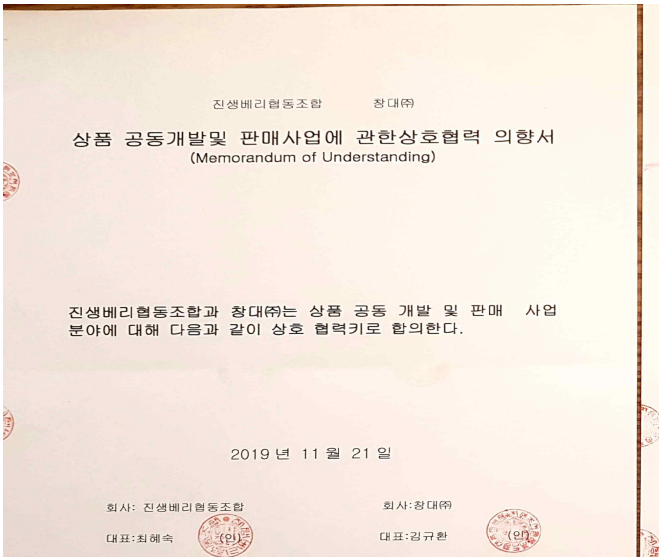 진생베리협동조합 창대㈜
상품 공동개발및 판매사업에 관한상호협력 의향서
(Memorandum of Understanding)
진생베리협동조합과 창대㈜는 상품 공동 개발 및 판매 사업
분야에 대해 다음과 같이 상호 협력키로 합의한다.
2019 년 11 월 21 일
회사: 진생베리협동조합 회사:창대㈜
대표:최혜숙 (인) 대표:김규환 (인)